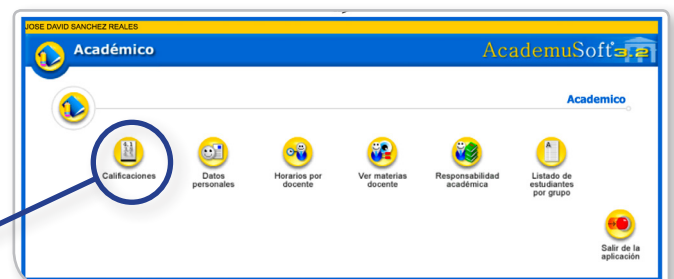 JOSE DAVID SANCHEZ REALES
Académico
AcademuSoft 3.2
Academico
Calificaciones
Datos
personales
Horarios por
docente
Ver materias
docente
Responsabilidad
académica
Listado de
estudiantes
por grupo
Salir de la
aplicación